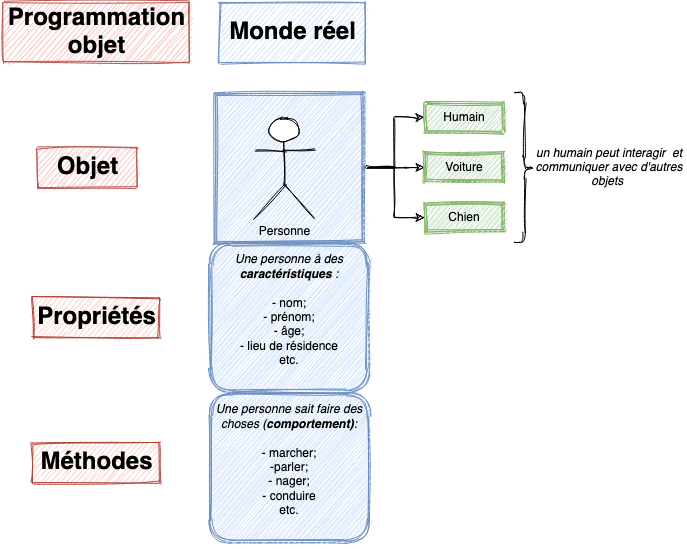 Programmation
objet
Monde réel
Objet
Personne
Humain
Voiture
Chien
un humain peut interagir et
communiquer avec d'autres
objets
Propriétés
Une personne à des
caractéristiques :
- nom;
- prénom;
- âge;
- lieu de résidence
etc.
Méthodes
Une personne sait faire des
choses (comportement):
- marcher;
-parler;
- nager;
- conduire
etc.